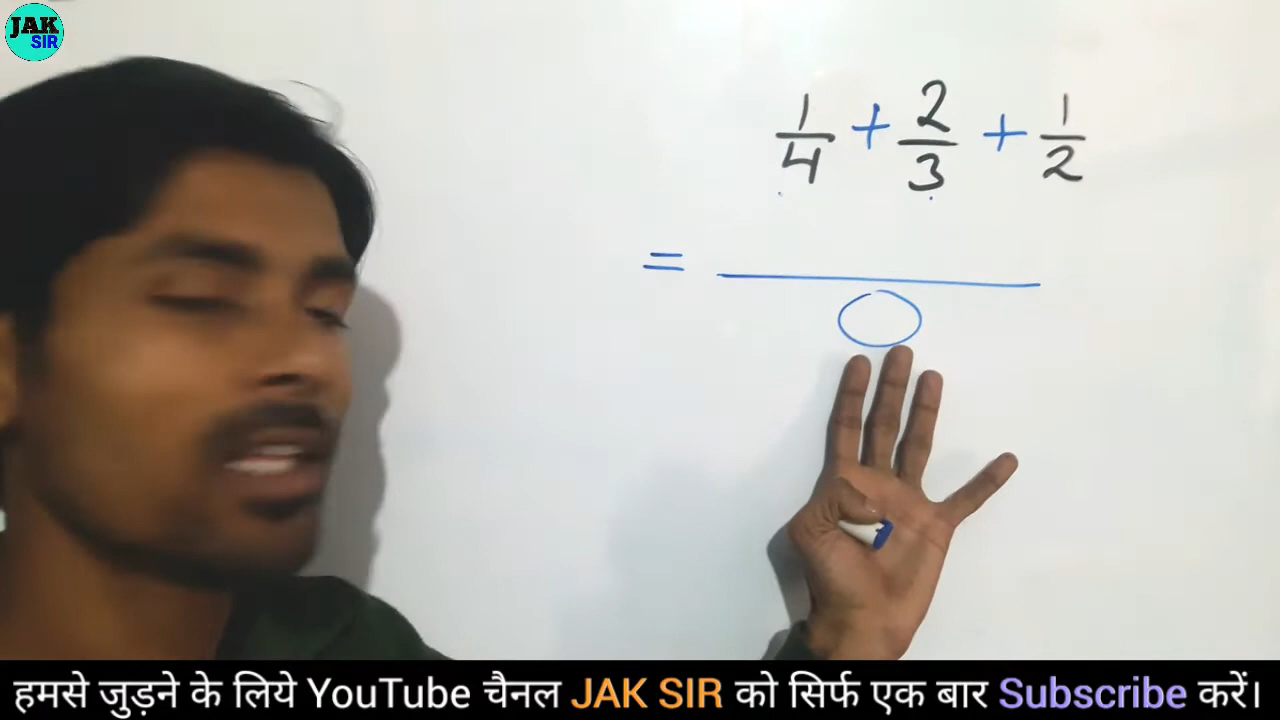 JAK
SIR
1/4 + 2/3 + 1/2
=
हमसे जुड़ने के लिये YouTube चैनल JAK SIR को सिर्फ एक बार Subscribe करें।